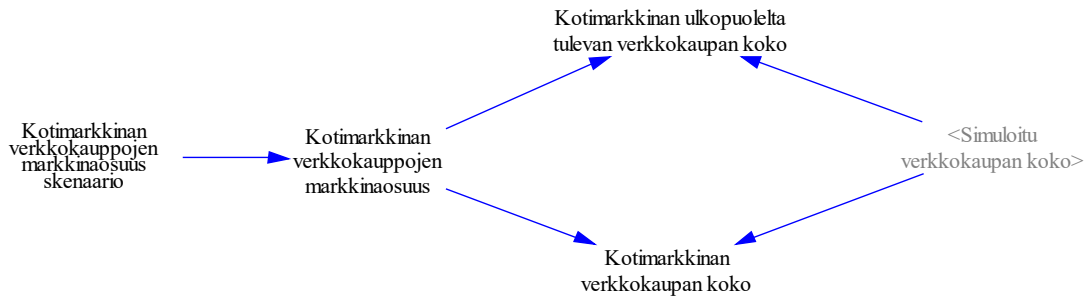 Kotimarkkinan ulkopuolelta
tulevan verkkokaupan koko
Kotimarkkinan
verkkokauppojen
markkinaosuus
skenaario
Kotimarkkinan
verkkokauppojen
markkinaosuus
<Simuloitu
verkkokaupan koko>
Kotimarkkinan
verkkokaupan koko